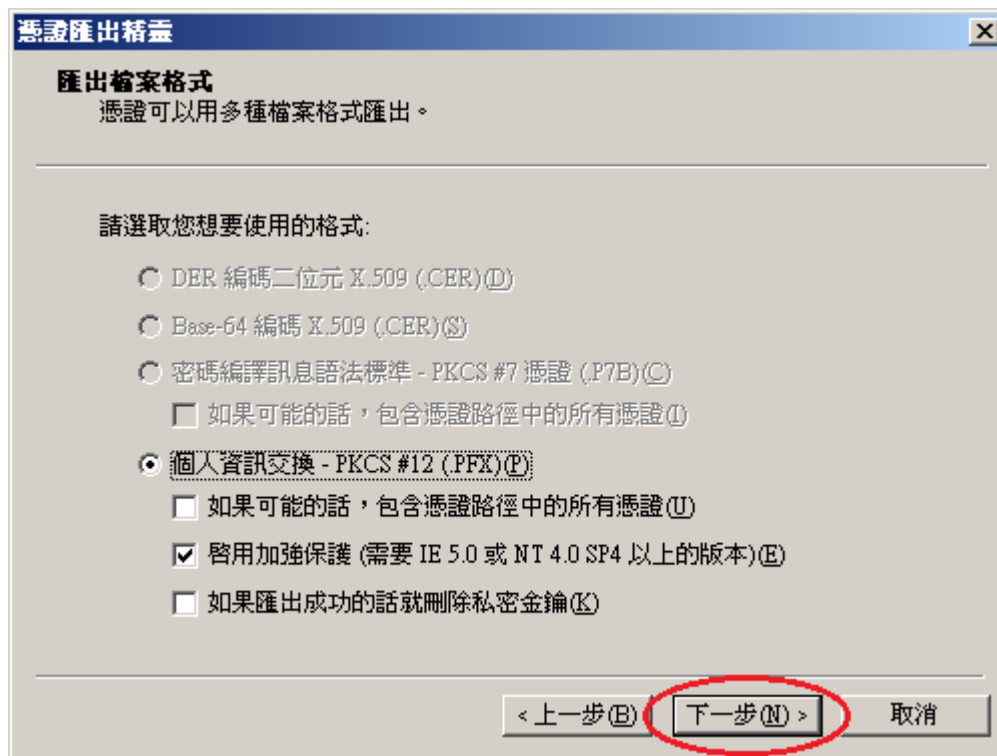 憑證匯出精靈
匯出檔案格式
憑證可以用多種檔案格式匯出。
請選取您想要使用的格式:
DER 編碼二位元 X.509 (.CER)(D)
Base-64 編碼 X.509 (.CER)(S)
密碼編譯訊息語法標準 - PKCS #7 憑證 (.P7B)(C)
如果可能的話，包含憑證路徑中的所有憑證(I)
個人資訊交換 - PKCS #12 (.PFX)(P)
如果可能的話，包含憑證路徑中的所有憑證(U)
啓用加強保護 (需要 IE 5.0 或 NT 4.0 SP4 以上的版本)(E)
如果匯出成功的話就刪除私密金鑰(K)
< 上一步(B) 下一步(N) > 取消